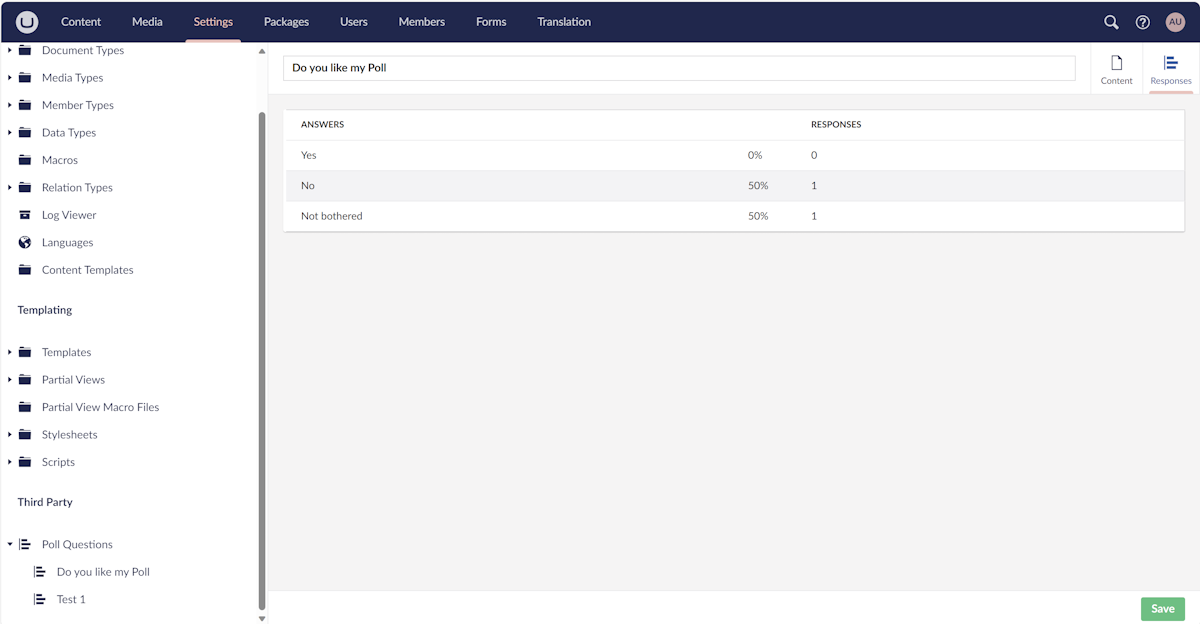 Content Media Settings Packages Users Members Forms Translation AU
Document Types
Media Types
Member Types
Data Types
Macros
Relation Types
Log Viewer
Languages
Content Templates
Templating
Templates
Partial Views
Partial View Macro Files
Stylesheets
Scripts
Third Party
Poll Questions
Do you like my Poll
Test 1
Do you like my Poll
Content Responses
ANSWERS RESPONSES
Yes 0% 0
No 50% 1
Not bothered 50% 1
Save